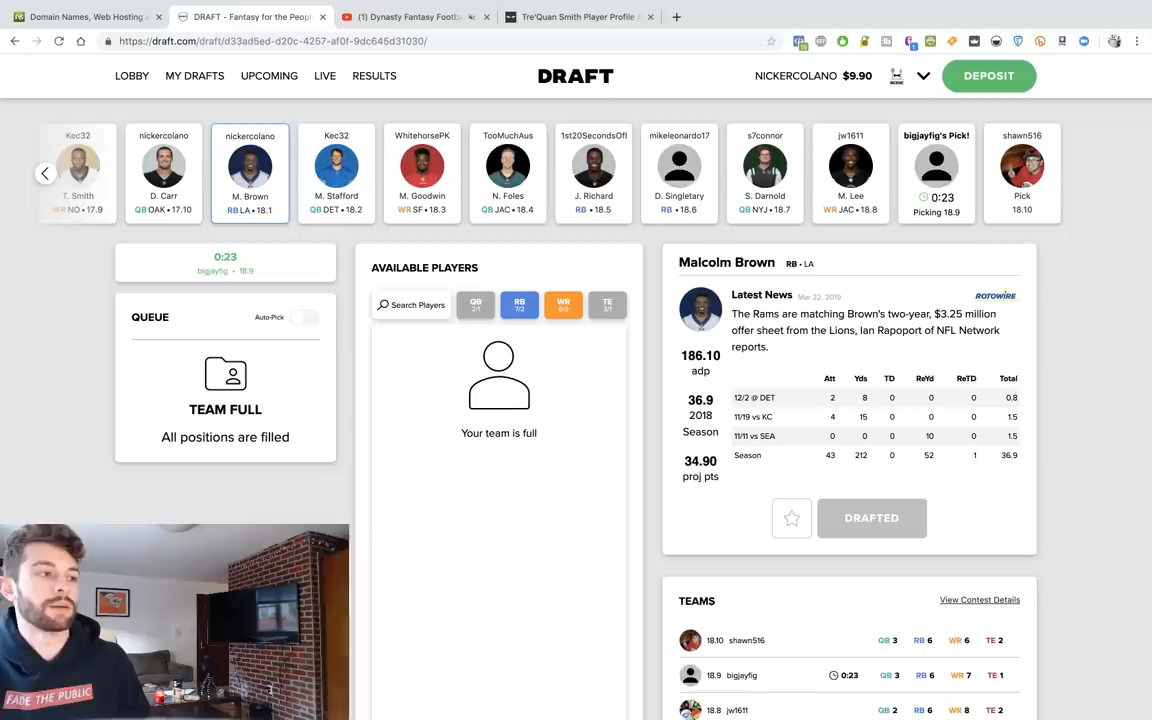 Domain Names, Web Hosting a
DRAFT - Fantasy for the Peopl
(1) Dynasty Fantasy Footb
Tre'Quan Smith Player Profile
https://draft.com/draft/d33ad5ed-d20c-4257-af0f-9dc645d31030/
LOBBY MY DRAFTS UPCOMING LIVE RESULTS
DRAFT
NICKERCOLANO $9.90
DEPOSIT
Kec32
T. Smith
WR NO • 17.9
nickercolano
D. Carr
QB OAK • 17.10
nickercolano
M. Brown
RB LA • 18.1
Kec32
M. Stafford
QB DET • 18.2
WhitehorsePK
M. Goodwin
WR SF • 18.3
TooMuchAus
N. Foles
QB JAC • 18.4
1st20SecondsOfl
J. Richard
RB • 18.5
mikeleonardo17
D. Singletary
RB • 18.6
s7connor
S. Darnold
QB NYJ • 18.7
jw1611
M. Lee
WR JAC • 18.8
bigjayfig's Pick!
0:23
Picking 18.9
shawn516
Pick
18.10
0:23
bigjayfig • 18.9
QUEUE
Auto-Pick
TEAM FULL
All positions are filled
AVAILABLE PLAYERS
Search Players
QB
2/1
RB
7/2
WR
6/3
TE
3/1
Your team is full
Malcolm Brown RB • LA
Latest News Mar 22, 2019
ROTOWIRE
The Rams are matching Brown's two-year, $3.25 million
offer sheet from the Lions, Ian Rapoport of NFL Network
reports.
186.10
adp
36.9
2018
Season
34.90
proj pts
Att Yds TD ReYd ReTD Total
12/2 @ DET 2 8 0 0 0 0.8
11/19 vs KC 4 15 0 0 0 1.5
11/11 vs SEA 0 0 0 10 0 1.5
Season 43 212 0 52 1 36.9
DRAFTED
TEAMS
View Contest Details
18.10 shawn516 QB 3 RB 6 WR 6 TE 2
18.9 bigjayfig 0:23 QB 3 RB 6 WR 7 TE 1
18.8 jw1611 QB 2 RB 6 WR 8 TE 2
FADE THE PUBLIC